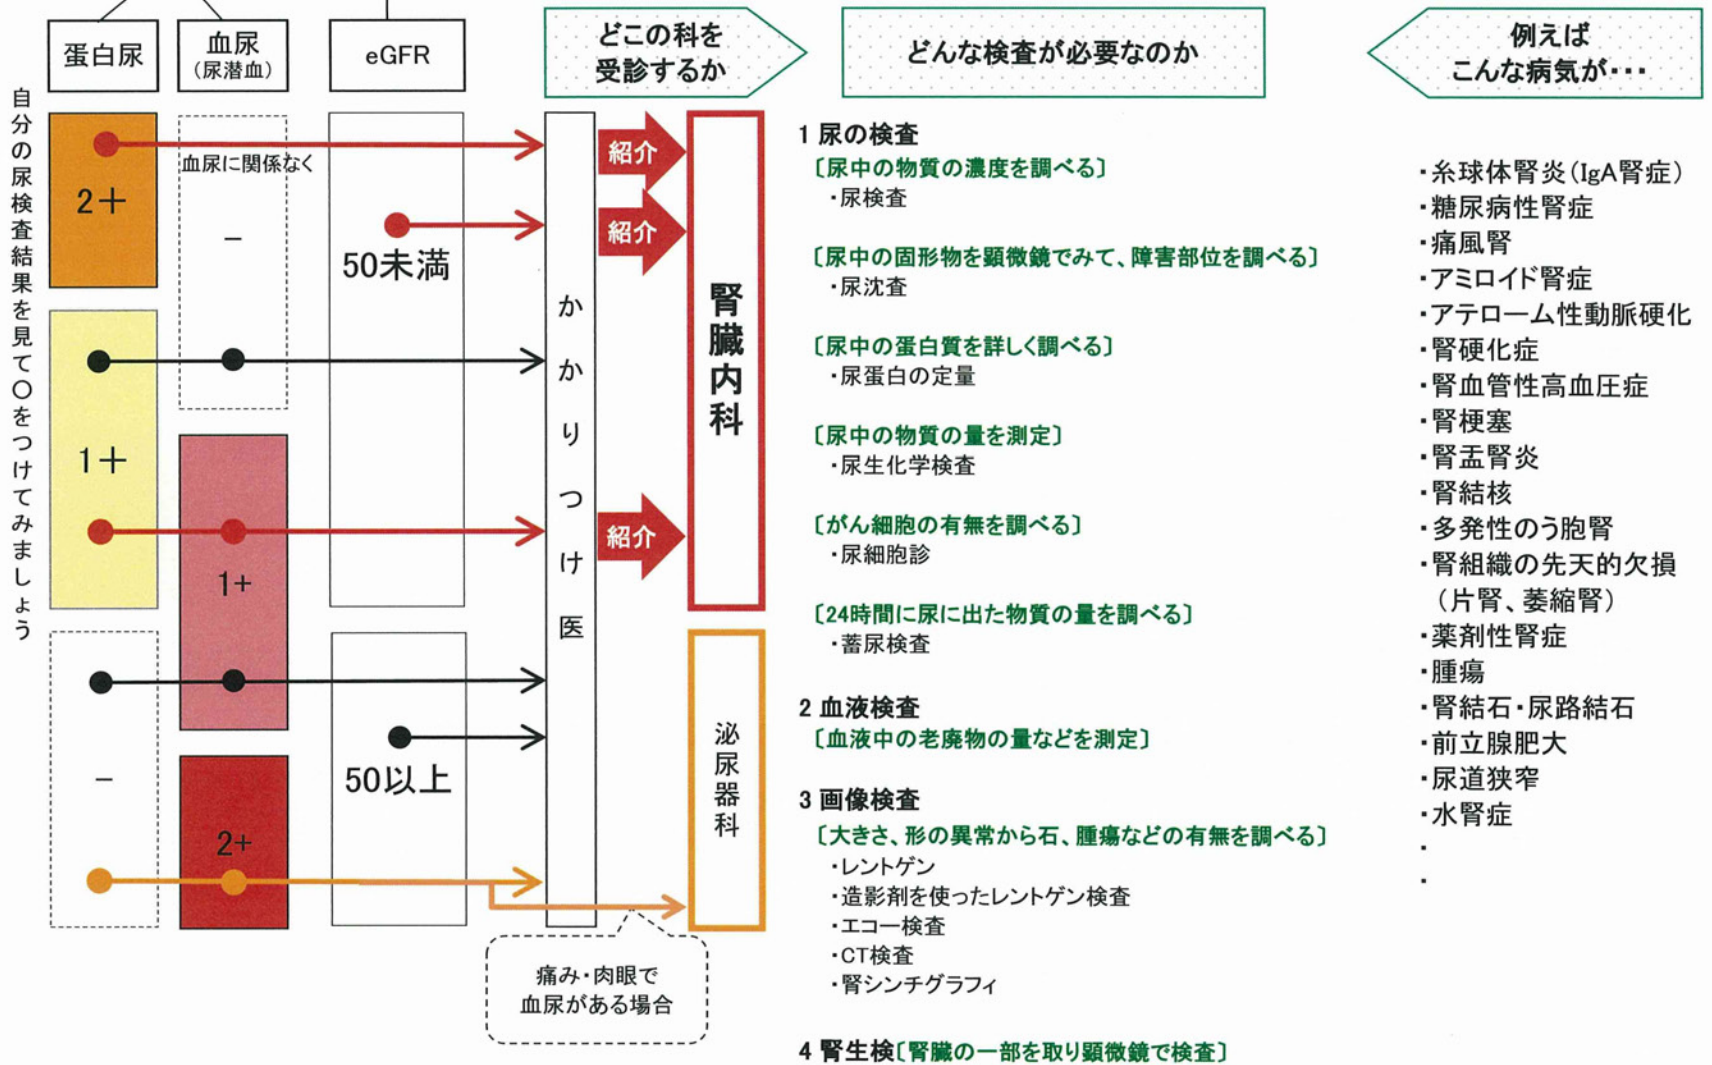 蛋白尿
血尿
(尿潜血)
eGFR
どこの科を
受診するか
どんな検査が必要なのか
例えば
こんな病気が・・・
自分の尿検査結果を見て〇をつけてみましょう
2+
1+
−
血尿に関係なく
−
1+
2+
50未満
50以上
かかりつけ医
紹介
紹介
紹介
腎臓内科
泌尿器科
痛み・肉眼で
血尿がある場合
1 尿の検査
〔尿中の物質の濃度を調べる〕
・尿検査
〔尿中の固形物を顕微鏡でみて、障害部位を調べる〕
・尿沈査
〔尿中の蛋白質を詳しく調べる〕
・尿蛋白の定量
〔尿中の物質の量を測定〕
・尿生化学検査
〔がん細胞の有無を調べる〕
・尿細胞診
〔24時間に尿に出た物質の量を調べる〕
・蓄尿検査
2 血液検査
〔血液中の老廃物の量などを測定〕
3 画像検査
〔大きさ、形の異常から石、腫瘍などの有無を調べる〕
・レントゲン
・造影剤を使ったレントゲン検査
・エコー検査
・CT検査
・腎シンチグラフィ
4 腎生検〔腎臓の一部を取り顕微鏡で検査〕
・糸球体腎炎(IgA腎症)
・糖尿病性腎症
・痛風腎
・アミロイド腎症
・アテローム性動脈硬化
・腎硬化症
・腎血管性高血圧症
・腎梗塞
・腎盂腎炎
・腎結核
・多発性のう胞腎
・腎組織の先天的欠損
(片腎、萎縮腎)
・薬剤性腎症
・腫瘍
・腎結石・尿路結石
・前立腺肥大
・尿道狭窄
・水腎症
・
・